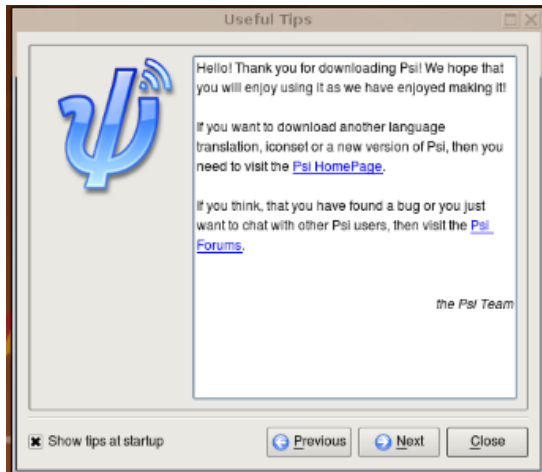 Useful Tips
Hello! Thank you for downloading Psi! We hope that
you will enjoy using it as we have enjoyed making it!
If you want to download another language
translation, iconset or a new version of Psi, then you
need to visit the Psi HomePage.
If you think, that you have found a bug or you just
want to chat with other Psi users, then visit the Psi
Forums.
the Psi Team
Show tips at startup
Previous
Next
Close